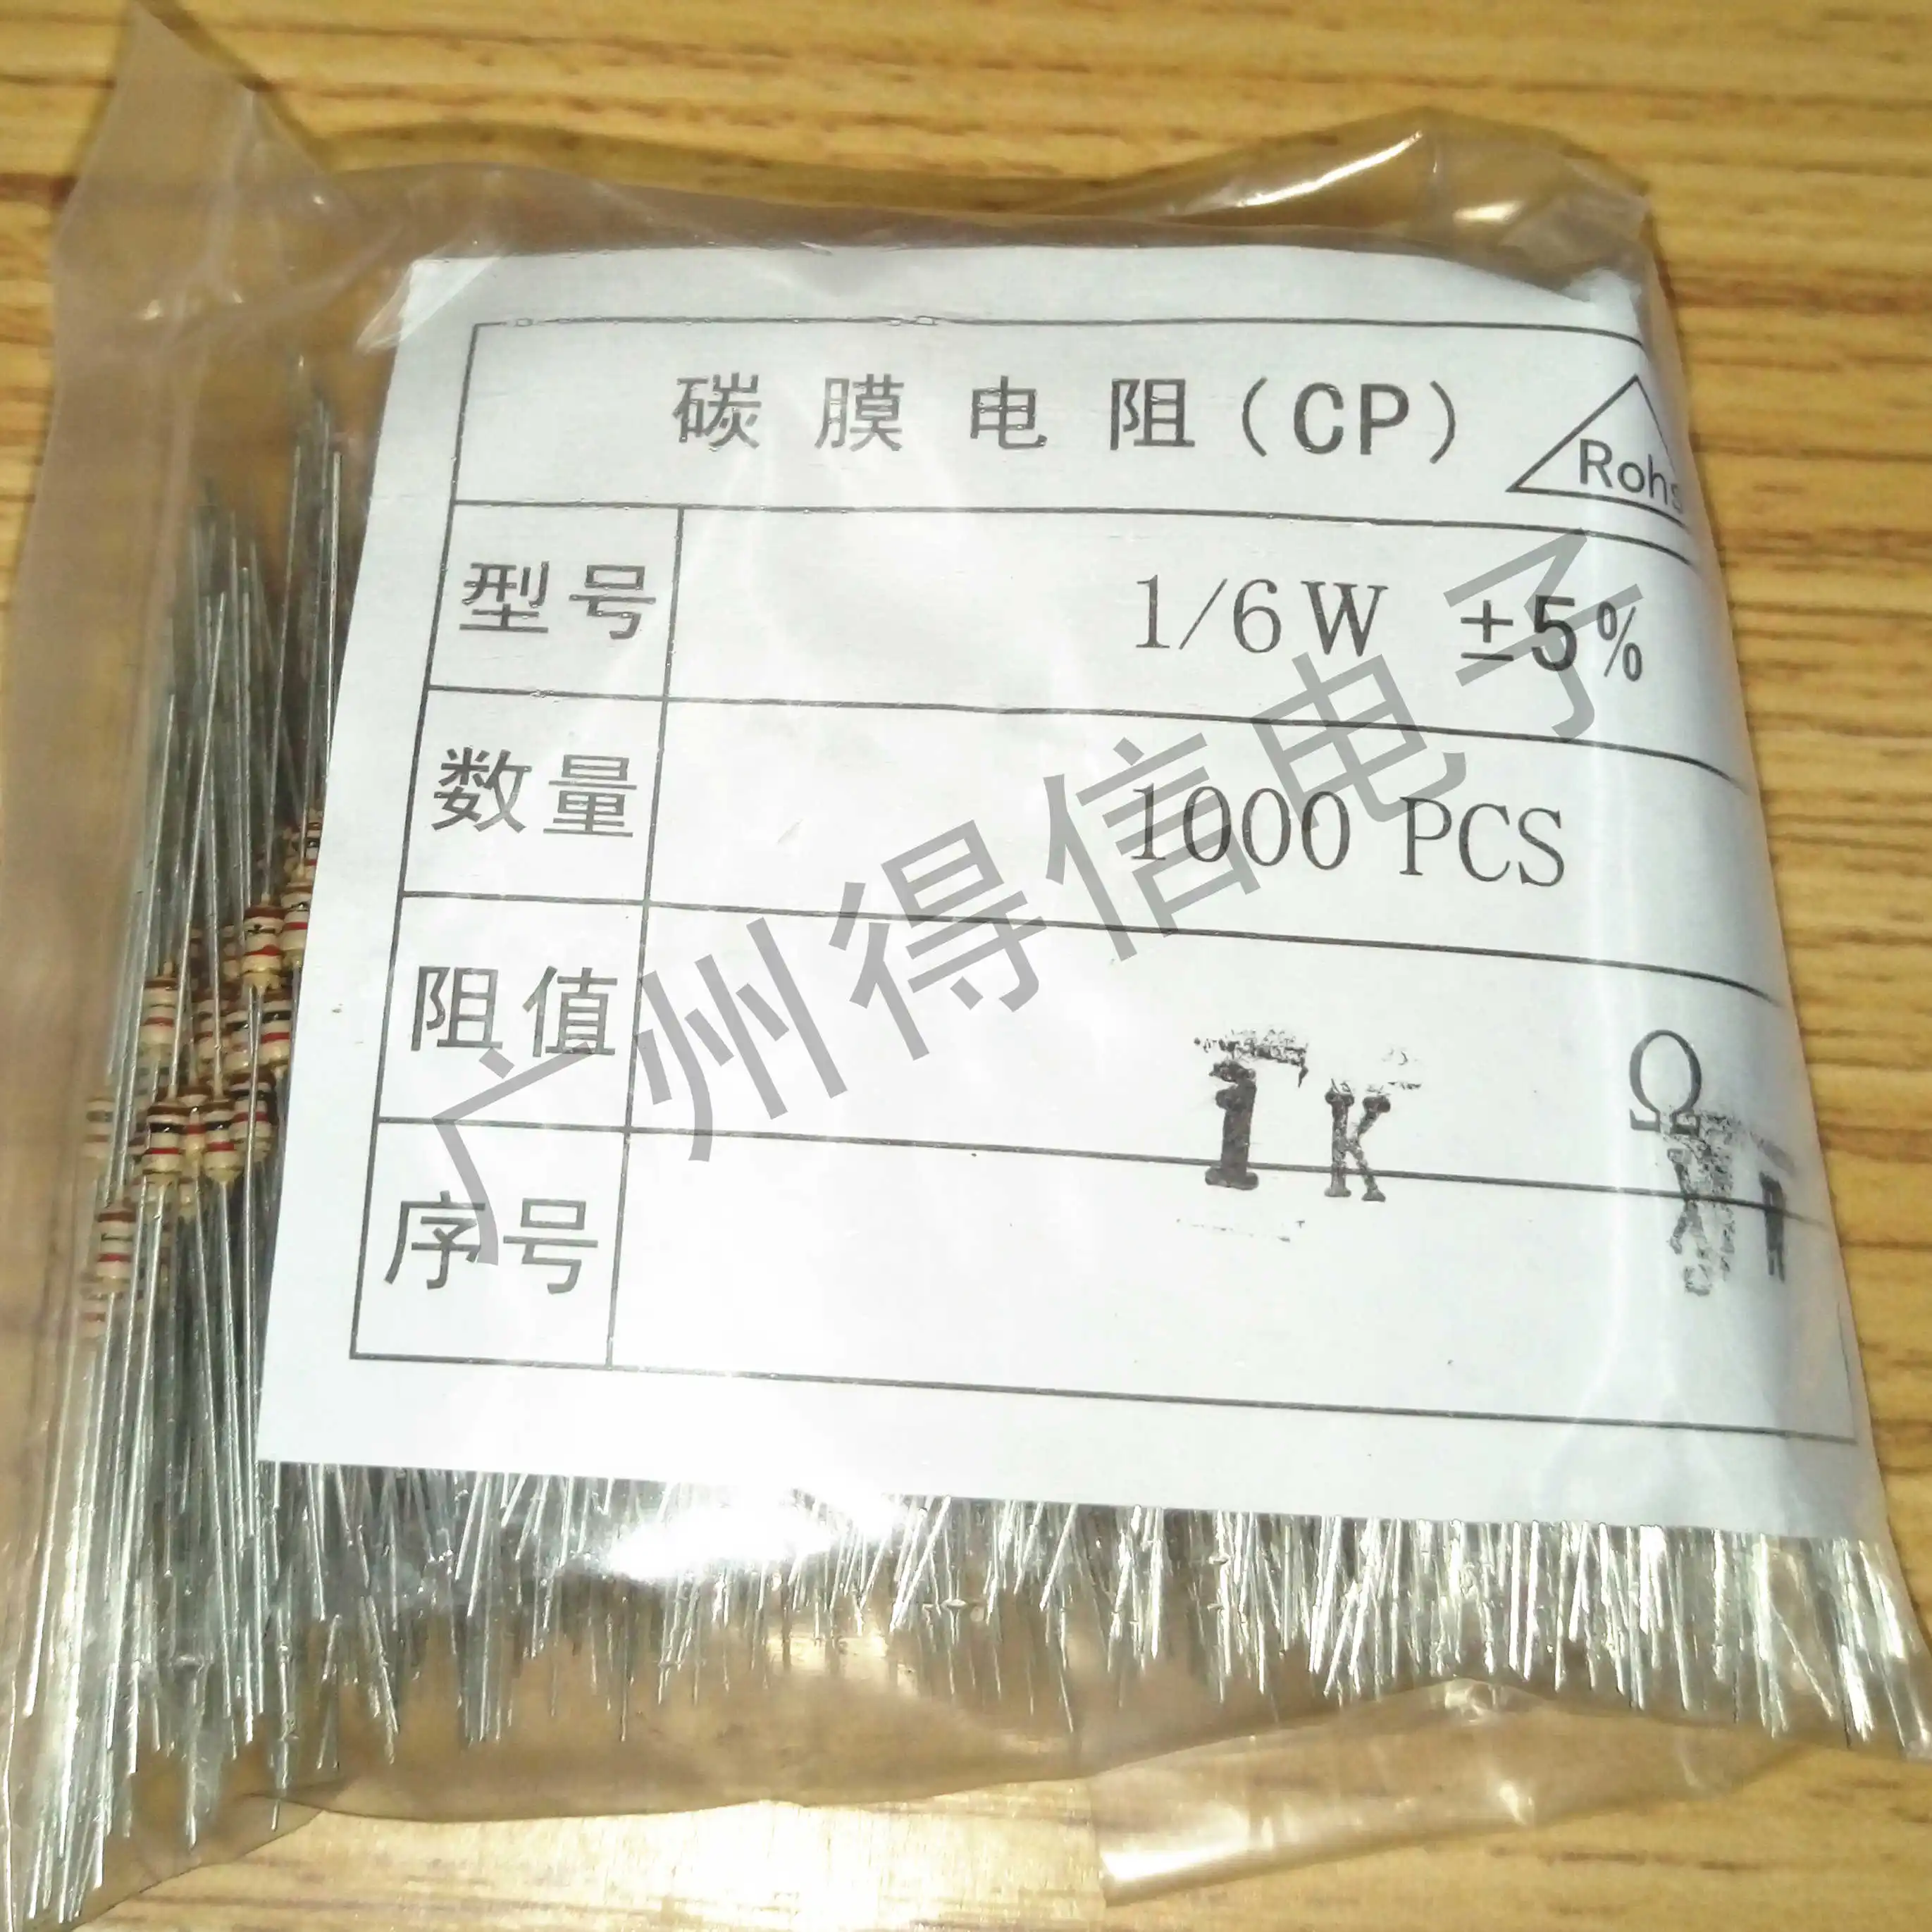 碳膜电阻(CP)
Rohs
型号 1/6W ±5%
数量 1000 PCS
阻值 1K Ω
序号
广州得信电子